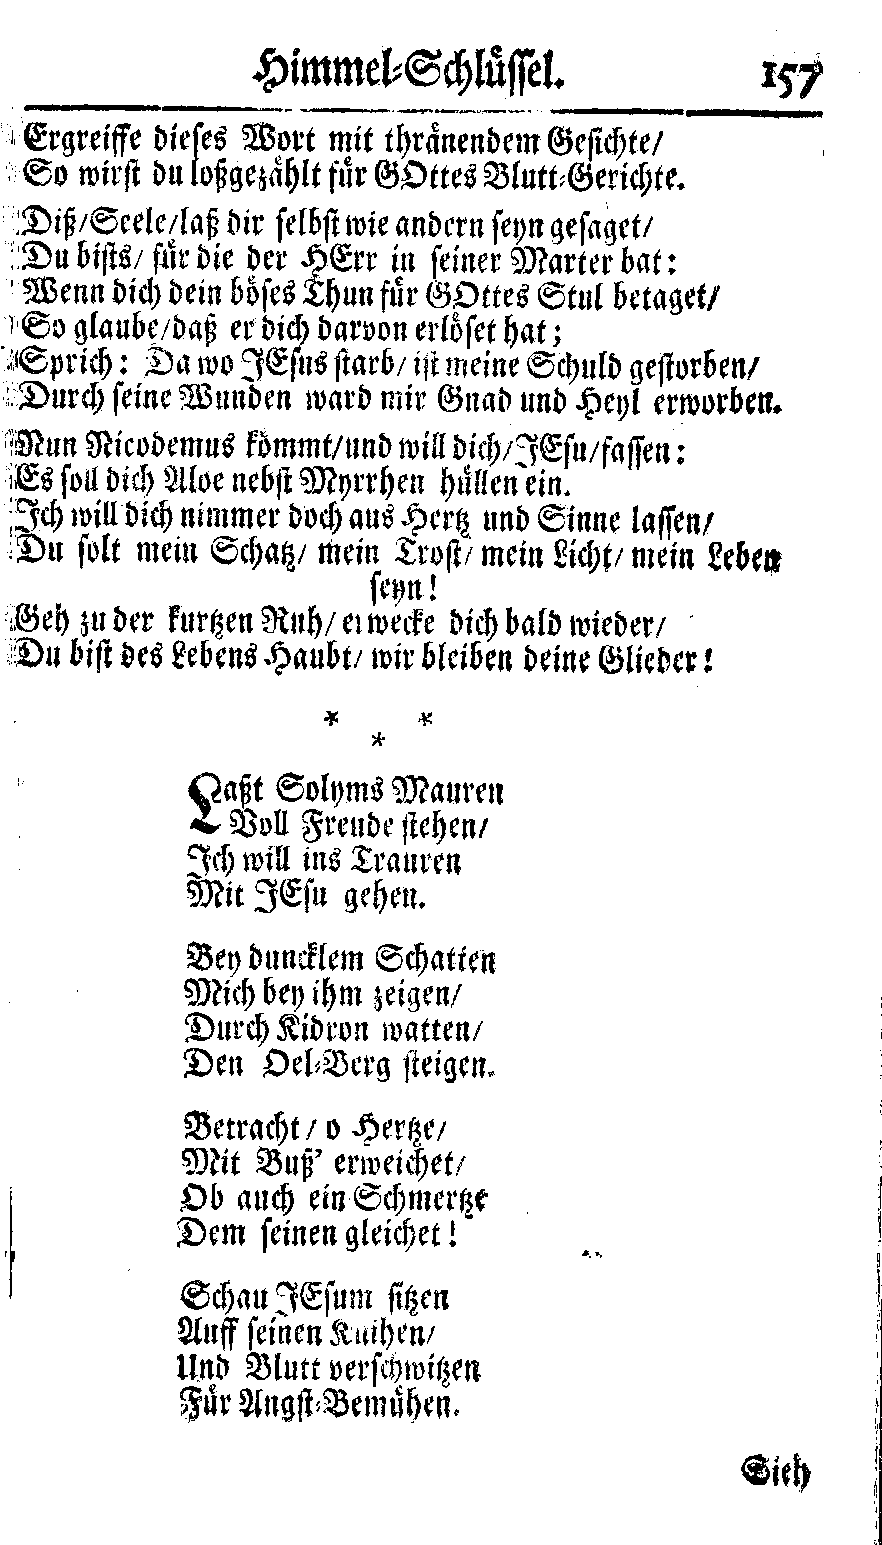 Himmel-Schlüssel. 157
Ergreiffe dieses Wort mit thränendem Gesichte/
So wirst du loßgezählt für GOttes Blutt-Gerichte.
Diß/Seele/laß dir selbst wie andern seyn gesaget/
Du bists/ für die der HErr in seiner Marter bat:
Wenn dich dein böses Thun für GOttes Stul betaget/
So glaube/daß er dich darvon erlöset hat;
Sprich: Da wo JEsus starb/ ist meine Schuld gestorben/
Durch seine Wunden ward mir Gnad und Heyl erworben.
Nun Nicodemus kömmt/und will dich/JEsu/fassen:
Es soll dich Aloe nebst Myrrhen hüllen ein.
Ich will dich nimmer doch aus Hertz und Sinne lassen/
Du solt mein Schatz/ mein Trost/ mein Licht/ mein Leben
seyn!
Geh zu der kurtzen Ruh/ erwecke dich bald wieder/
Du bist des Lebens Haubt/ wir bleiben deine Glieder!
* *
*
Laßt Solyms Mauren
Voll Freude stehen/
Ich will ins Trauren
Mit JEsu gehen.
Bey duncklem Schatten
Mich bey ihm zeigen/
Durch Kidron watten/
Den Oel-Berg steigen.
Betracht/ o Hertze/
Mit Buß' erweichet/
Ob auch ein Schmertze
Dem seinen gleichet!
Schau JEsum sitzen
Auff seinen Knihen/
Und Blutt verschwitzen
Für Angst-Bemühen.
Sieh